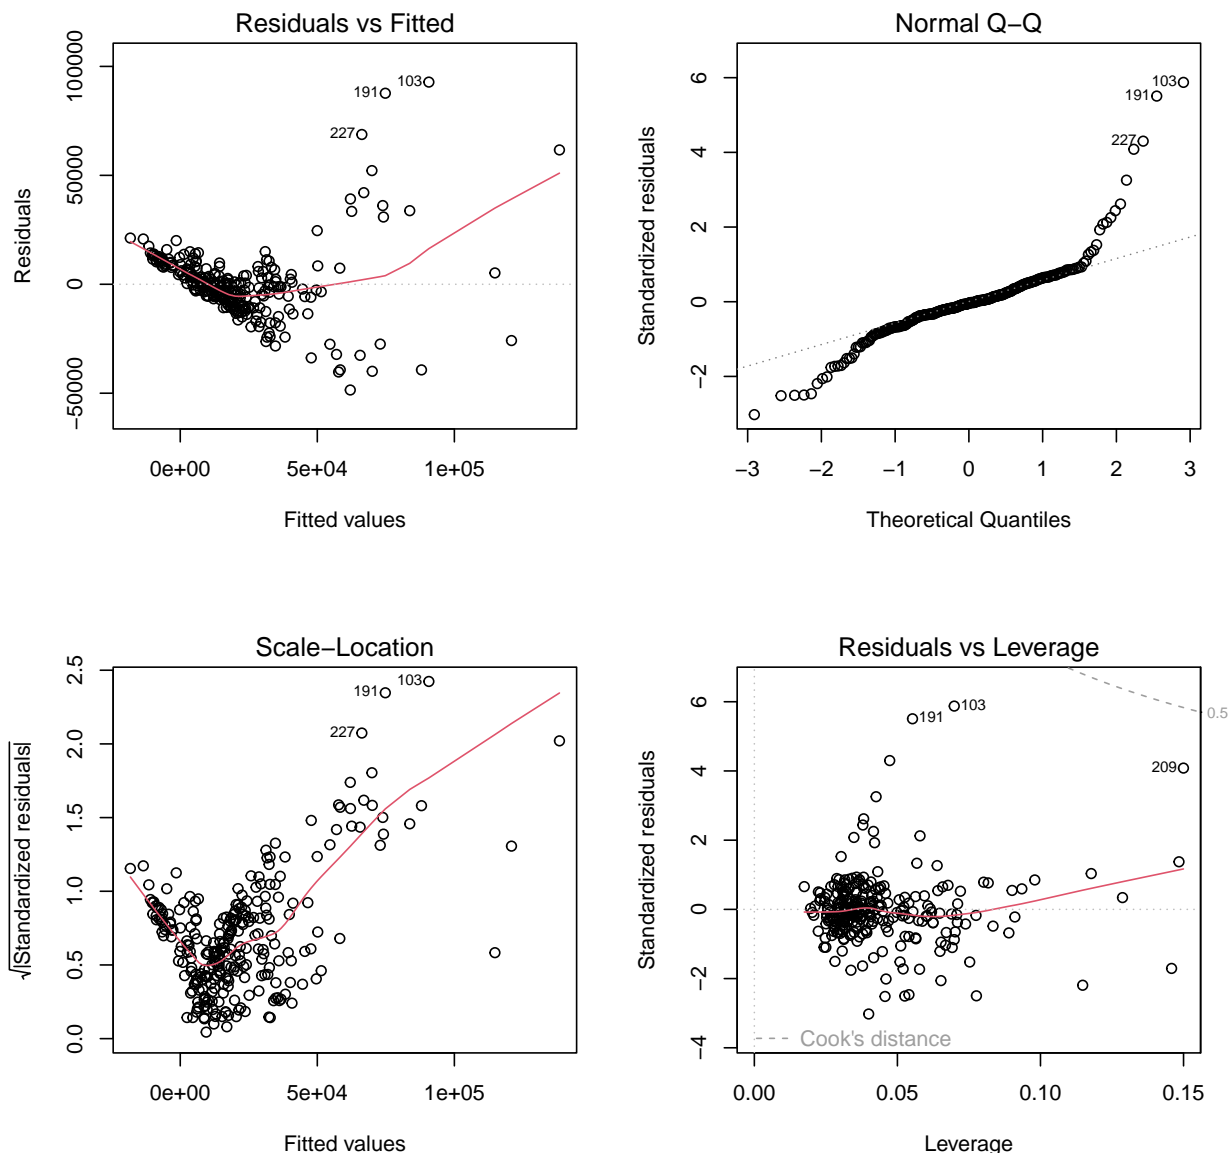 Residuals vs Fitted
Residuals
100000
50000
0
−50000
103
191
227
0e+00 5e+04 1e+05
Fitted values
Normal Q−Q
Standardized residuals
6
4
2
0
−2
103
191
227
−3 −2 −1 0 1 2 3
Theoretical Quantiles
Scale−Location
√|Standardized residuals|
2.5
2.0
1.5
1.0
0.5
0.0
103
191
227
0e+00 5e+04 1e+05
Fitted values
Residuals vs Leverage
Standardized residuals
6
4
2
0
−2
−4
191
103
209
0.5
Cook's distance
0.00 0.05 0.10 0.15
Leverage